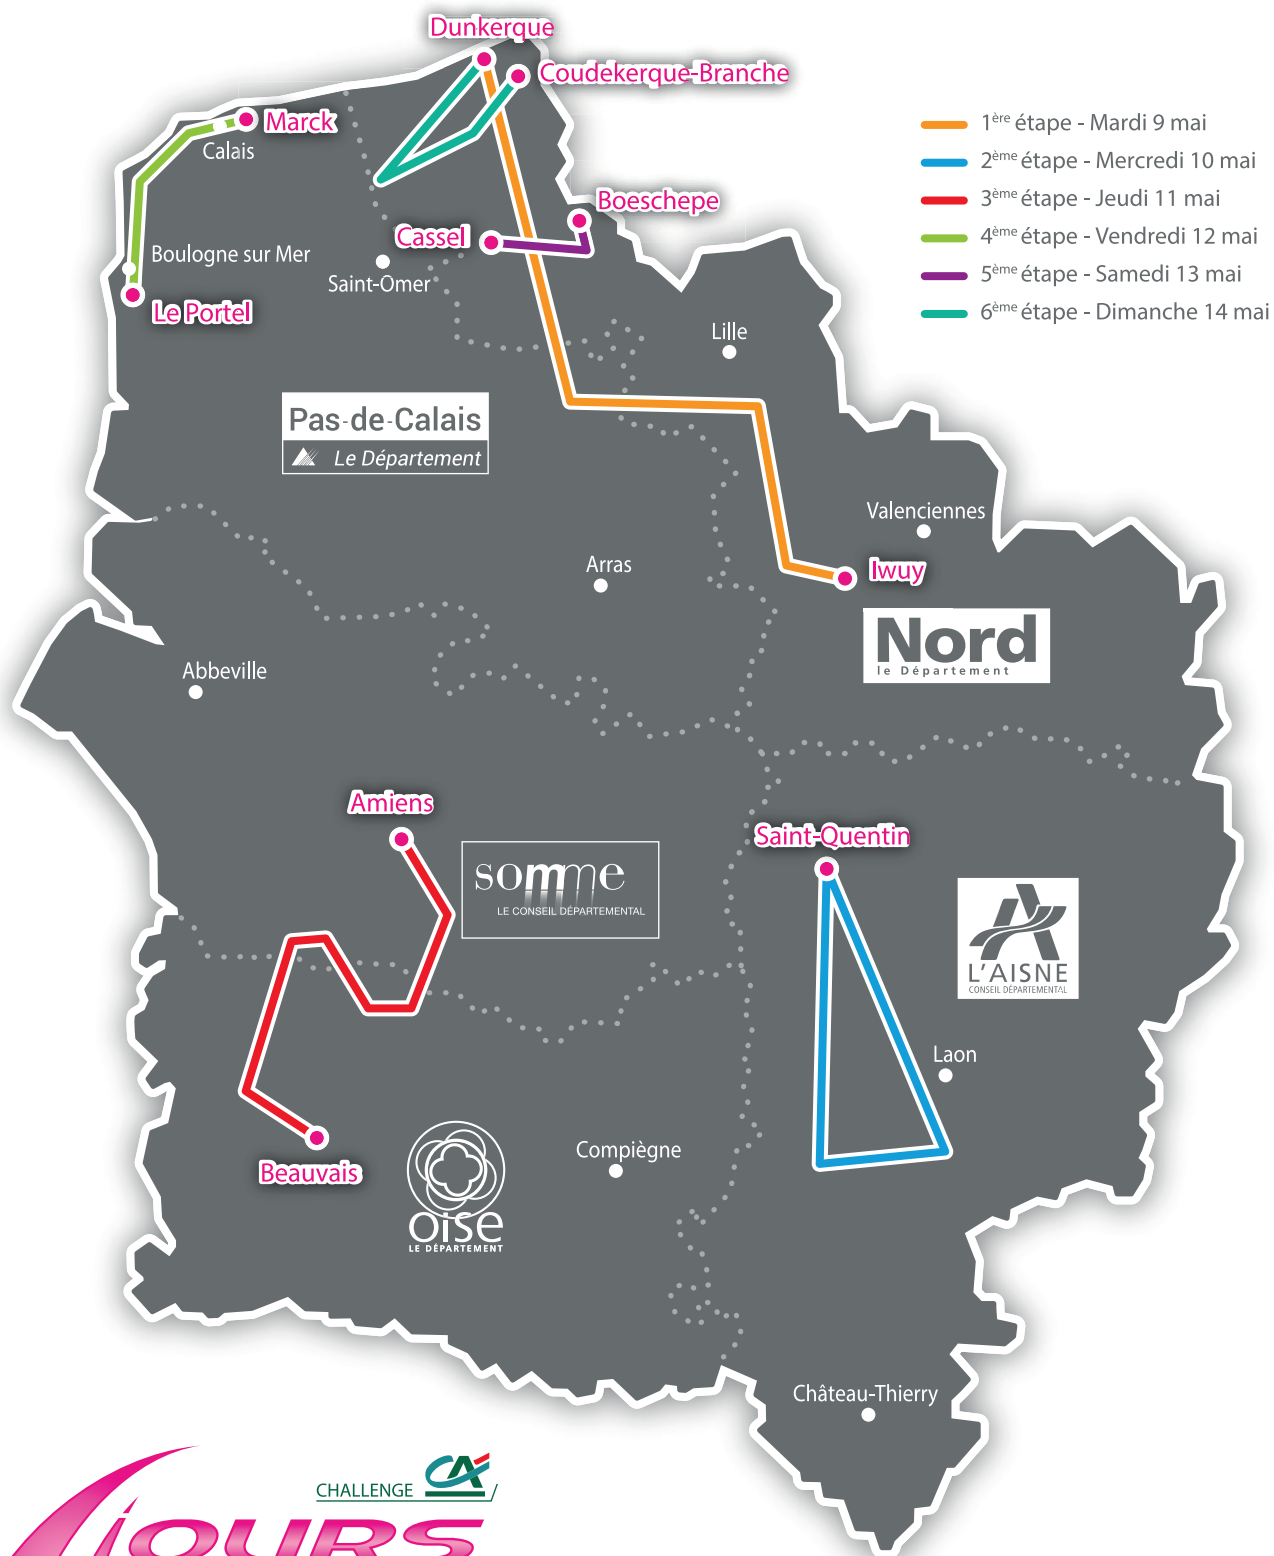 Dunkerque
Coudekerque-Branche
Marck
Calais
1ère étape - Mardi 9 mai
2ème étape - Mercredi 10 mai
3ème étape - Jeudi 11 mai
4ème étape - Vendredi 12 mai
5ème étape - Samedi 13 mai
6ème étape - Dimanche 14 mai
Boeschepe
Cassel
Boulogne sur Mer
Saint-Omer
Le Portel
Lille
Pas-de-Calais
Le Département
Valenciennes
Arras
Iwuy
Nord
le Département
Abbeville
Amiens
Saint-Quentin
somme
LE CONSEIL DÉPARTEMENTAL
L'AISNE
CONSEIL DÉPARTEMENTAL
Laon
Compiègne
Beauvais
oise
LE DÉPARTEMENT
Château-Thierry
CHALLENGE CA
JOURS